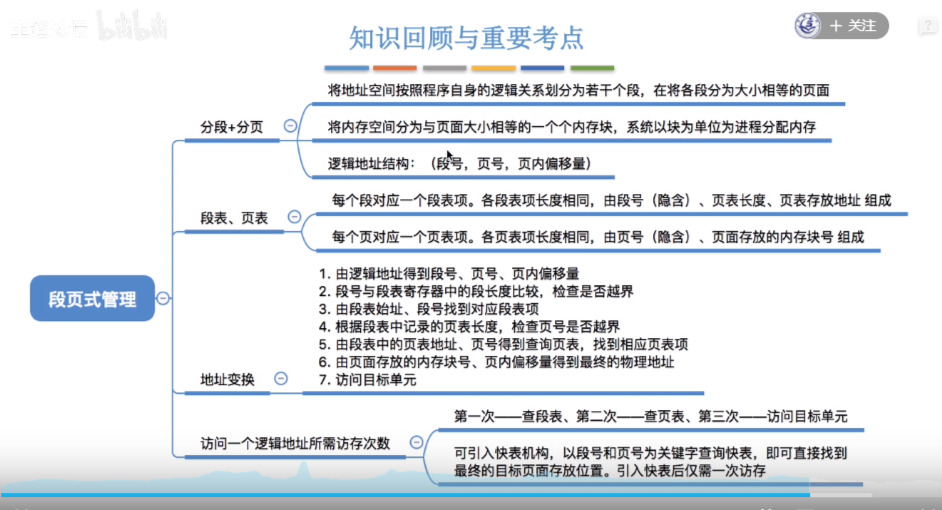 bilibili
知识回顾与重要考点
+ 关注
?
将地址空间按照程序自身的逻辑关系划分为若干个段，在将各段分为大小相等的页面
分段+分页
将内存空间分为与页面大小相等的一个个内存块，系统以块为单位为进程分配内存
逻辑地址结构：（段号，页号，页内偏移量）
每个段对应一个段表项。各段表项长度相同，由段号（隐含）、页表长度、页表存放地址 组成
段表、页表
每个页对应一个页表项。各页表项长度相同，由页号（隐含）、页面存放的内存块号 组成
段页式管理
1. 由逻辑地址得到段号、页号、页内偏移量
2. 段号与段表寄存器中的段长度比较，检查是否越界
3. 由段表始址、段号找到对应段表项
4. 根据段表中记录的页表长度，检查页号是否越界
5. 由段表中的页表地址、页号得到查询页表，找到相应页表项
6. 由页面存放的内存块号、页内偏移量得到最终的物理地址
7. 访问目标单元
地址变换
第一次——查段表、第二次——查页表、第三次——访问目标单元
访问一个逻辑地址所需访存次数
可引入快表机构，以段号和页号为关键字查询快表，即可直接找到
最终的目标页面存放位置。引入快表后仅需一次访存